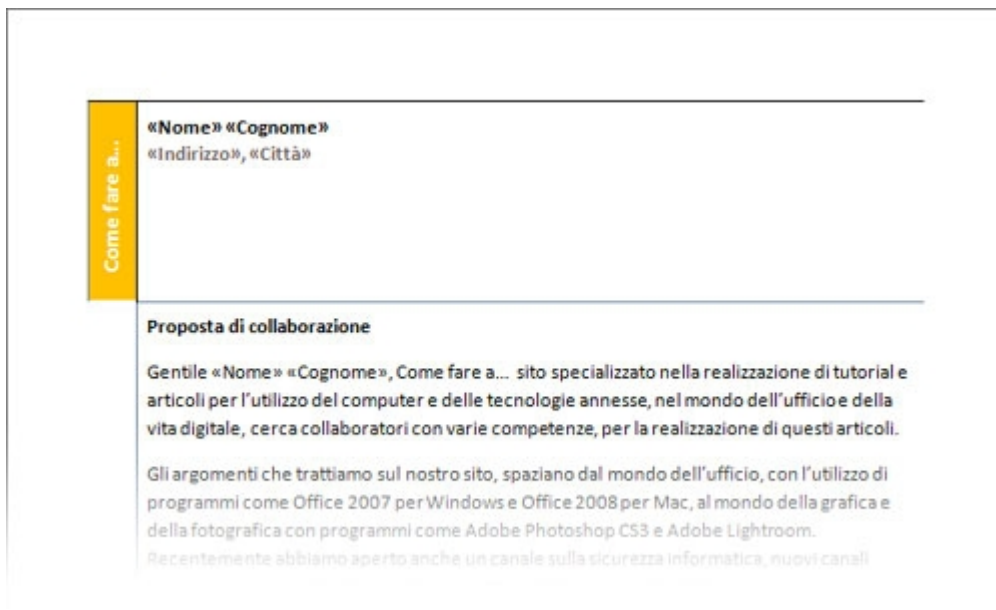 Come fare a...
«Nome» «Cognome»
«Indirizzo», «Città»
Proposta di collaborazione
Gentile «Nome» «Cognome», Come fare a... sito specializzato nella realizzazione di tutorial e
articoli per l'utilizzo del computer e delle tecnologie annesse, nel mondo dell'ufficio e della
vita digitale, cerca collaboratori con varie competenze, per la realizzazione di questi articoli.
Gli argomenti che trattiamo sul nostro sito, spaziano dal mondo dell'ufficio, con l'utilizzo di
programmi come Office 2007 per Windows e Office 2008 per Mac, al mondo della grafica e
della fotografica con programmi come Adobe Photoshop CS3 e Adobe Lightroom.
Recentemente abbiamo aperto anche un canale sulla sicurezza informatica, nuovi canali